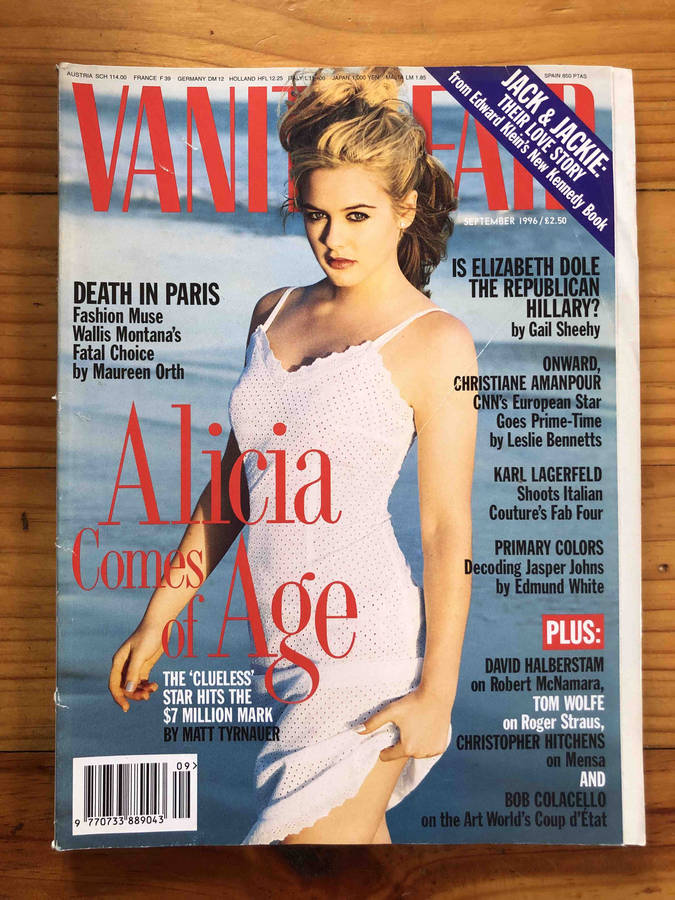 AUSTRIA SCH 114.00 FRANCE F 39 GERMANY DM 12 HOLLAND HFL 12.25 ITALY JAPAN 1,000 YEN MALTA LM 1.85 SPAIN 850 PTAS
VANITY FAIR
JACK & JACKIE:
THEIR LOVE STORY
from Edward Klein's New Kennedy Book
SEPTEMBER 1996/£2.50
DEATH IN PARIS
Fashion Muse
Wallis Montana's
Fatal Choice
by Maureen Orth
IS ELIZABETH DOLE
THE REPUBLICAN
HILLARY?
by Gail Sheehy
ONWARD,
CHRISTIANE AMANPOUR
CNN's European Star
Goes Prime-Time
by Leslie Bennetts
KARL LAGERFELD
Shoots Italian
Couture's Fab Four
PRIMARY COLORS
Decoding Jasper Johns
by Edmund White
Alicia
Comes
of Age
THE 'CLUELESS'
STAR HITS THE
$7 MILLION MARK
BY MATT TYRNAUER
PLUS:
DAVID HALBERSTAM
on Robert McNamara,
TOM WOLFE
on Roger Straus,
CHRISTOPHER HITCHENS
on Mensa
AND
BOB COLACELLO
on the Art World's Coup d'État
09>
9 770733 889043